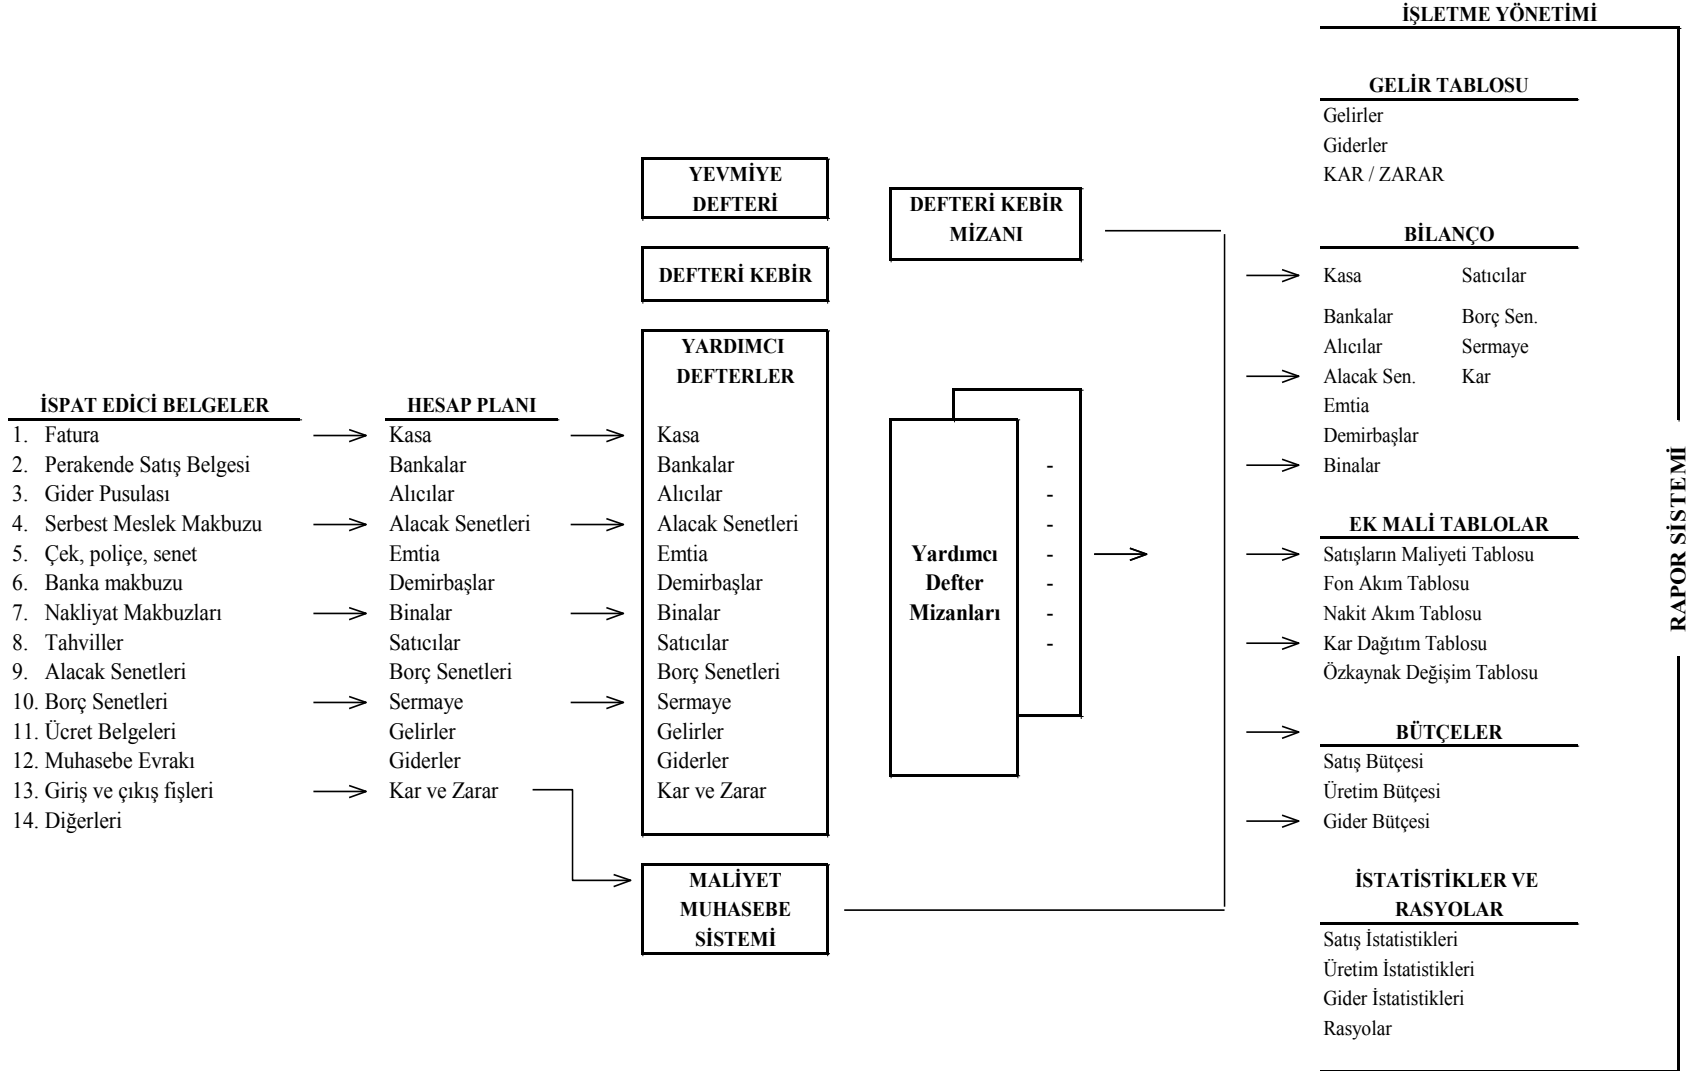 İŞLETME YÖNETİMİ
GELİR TABLOSU
Gelirler
Giderler
KAR / ZARAR
YEVMİYE
DEFTERİ
DEFTERİ KEBİR
MİZANI
BİLANÇO
DEFTERİ KEBİR
Kasa Satıcılar
Bankalar Borç Sen.
Alıcılar Sermaye
Alacak Sen. Kar
Emtia
Demirbaşlar
Binalar
İSPAT EDİCİ BELGELER
1. Fatura
2. Perakende Satış Belgesi
3. Gider Pusulası
4. Serbest Meslek Makbuzu
5. Çek, poliçe, senet
6. Banka makbuzu
7. Nakliyat Makbuzları
8. Tahviller
9. Alacak Senetleri
10. Borç Senetleri
11. Ücret Belgeleri
12. Muhasebe Evrakı
13. Giriş ve çıkış fişleri
14. Diğerleri
HESAP PLANI
Kasa
Bankalar
Alıcılar
Alacak Senetleri
Emtia
Demirbaşlar
Binalar
Satıcılar
Borç Senetleri
Sermaye
Gelirler
Giderler
Kar ve Zarar
YARDIMCI
DEFTERLER
Kasa
Bankalar
Alıcılar
Alacak Senetleri
Emtia
Demirbaşlar
Binalar
Satıcılar
Borç Senetleri
Sermaye
Gelirler
Giderler
Kar ve Zarar
MALİYET
MUHASEBE
SİSTEMİ
Yardımcı
Defter
Mizanları
-
-
-
-
-
-
-
EK MALİ TABLOLAR
Satışların Maliyeti Tablosu
Fon Akım Tablosu
Nakit Akım Tablosu
Kar Dağıtım Tablosu
Özkaynak Değişim Tablosu
BÜTÇELER
Satış Bütçesi
Üretim Bütçesi
Gider Bütçesi
İSTATİSTİKLER VE
RASYOLAR
Satış İstatistikleri
Üretim İstatistikleri
Gider İstatistikleri
Rasyolar
RAPOR SİSTEMİ